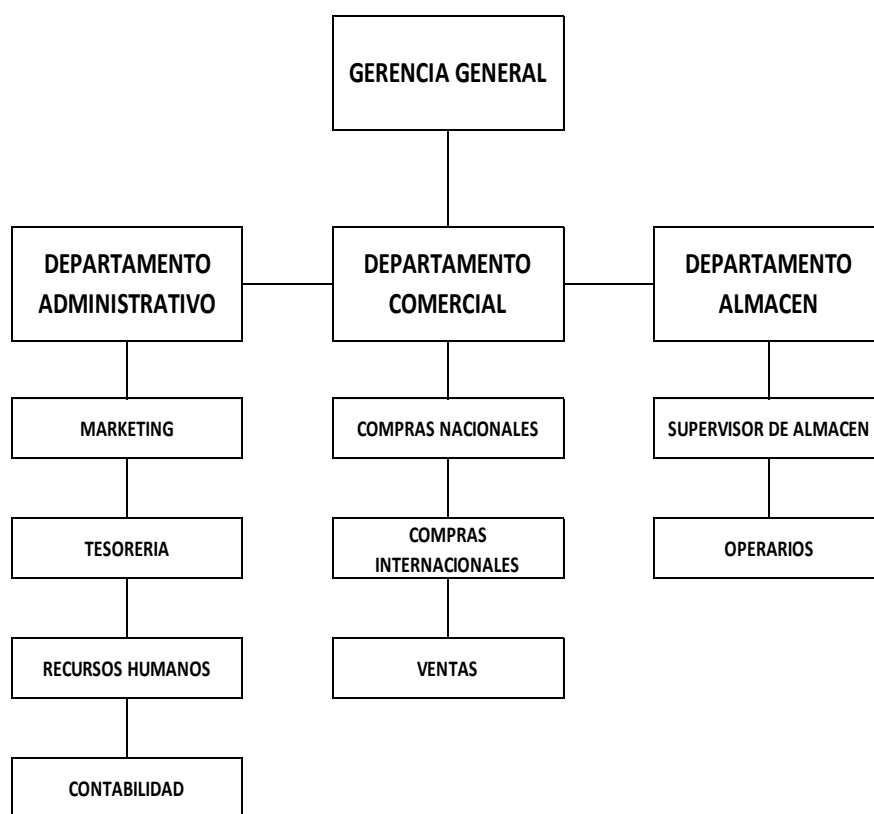 GERENCIA GENERAL
DEPARTAMENTO
ADMINISTRATIVO
DEPARTAMENTO
COMERCIAL
DEPARTAMENTO
ALMACEN
MARKETING
COMPRAS NACIONALES
SUPERVISOR DE ALMACEN
TESORERIA
COMPRAS
INTERNACIONALES
OPERARIOS
RECURSOS HUMANOS
VENTAS
CONTABILIDAD